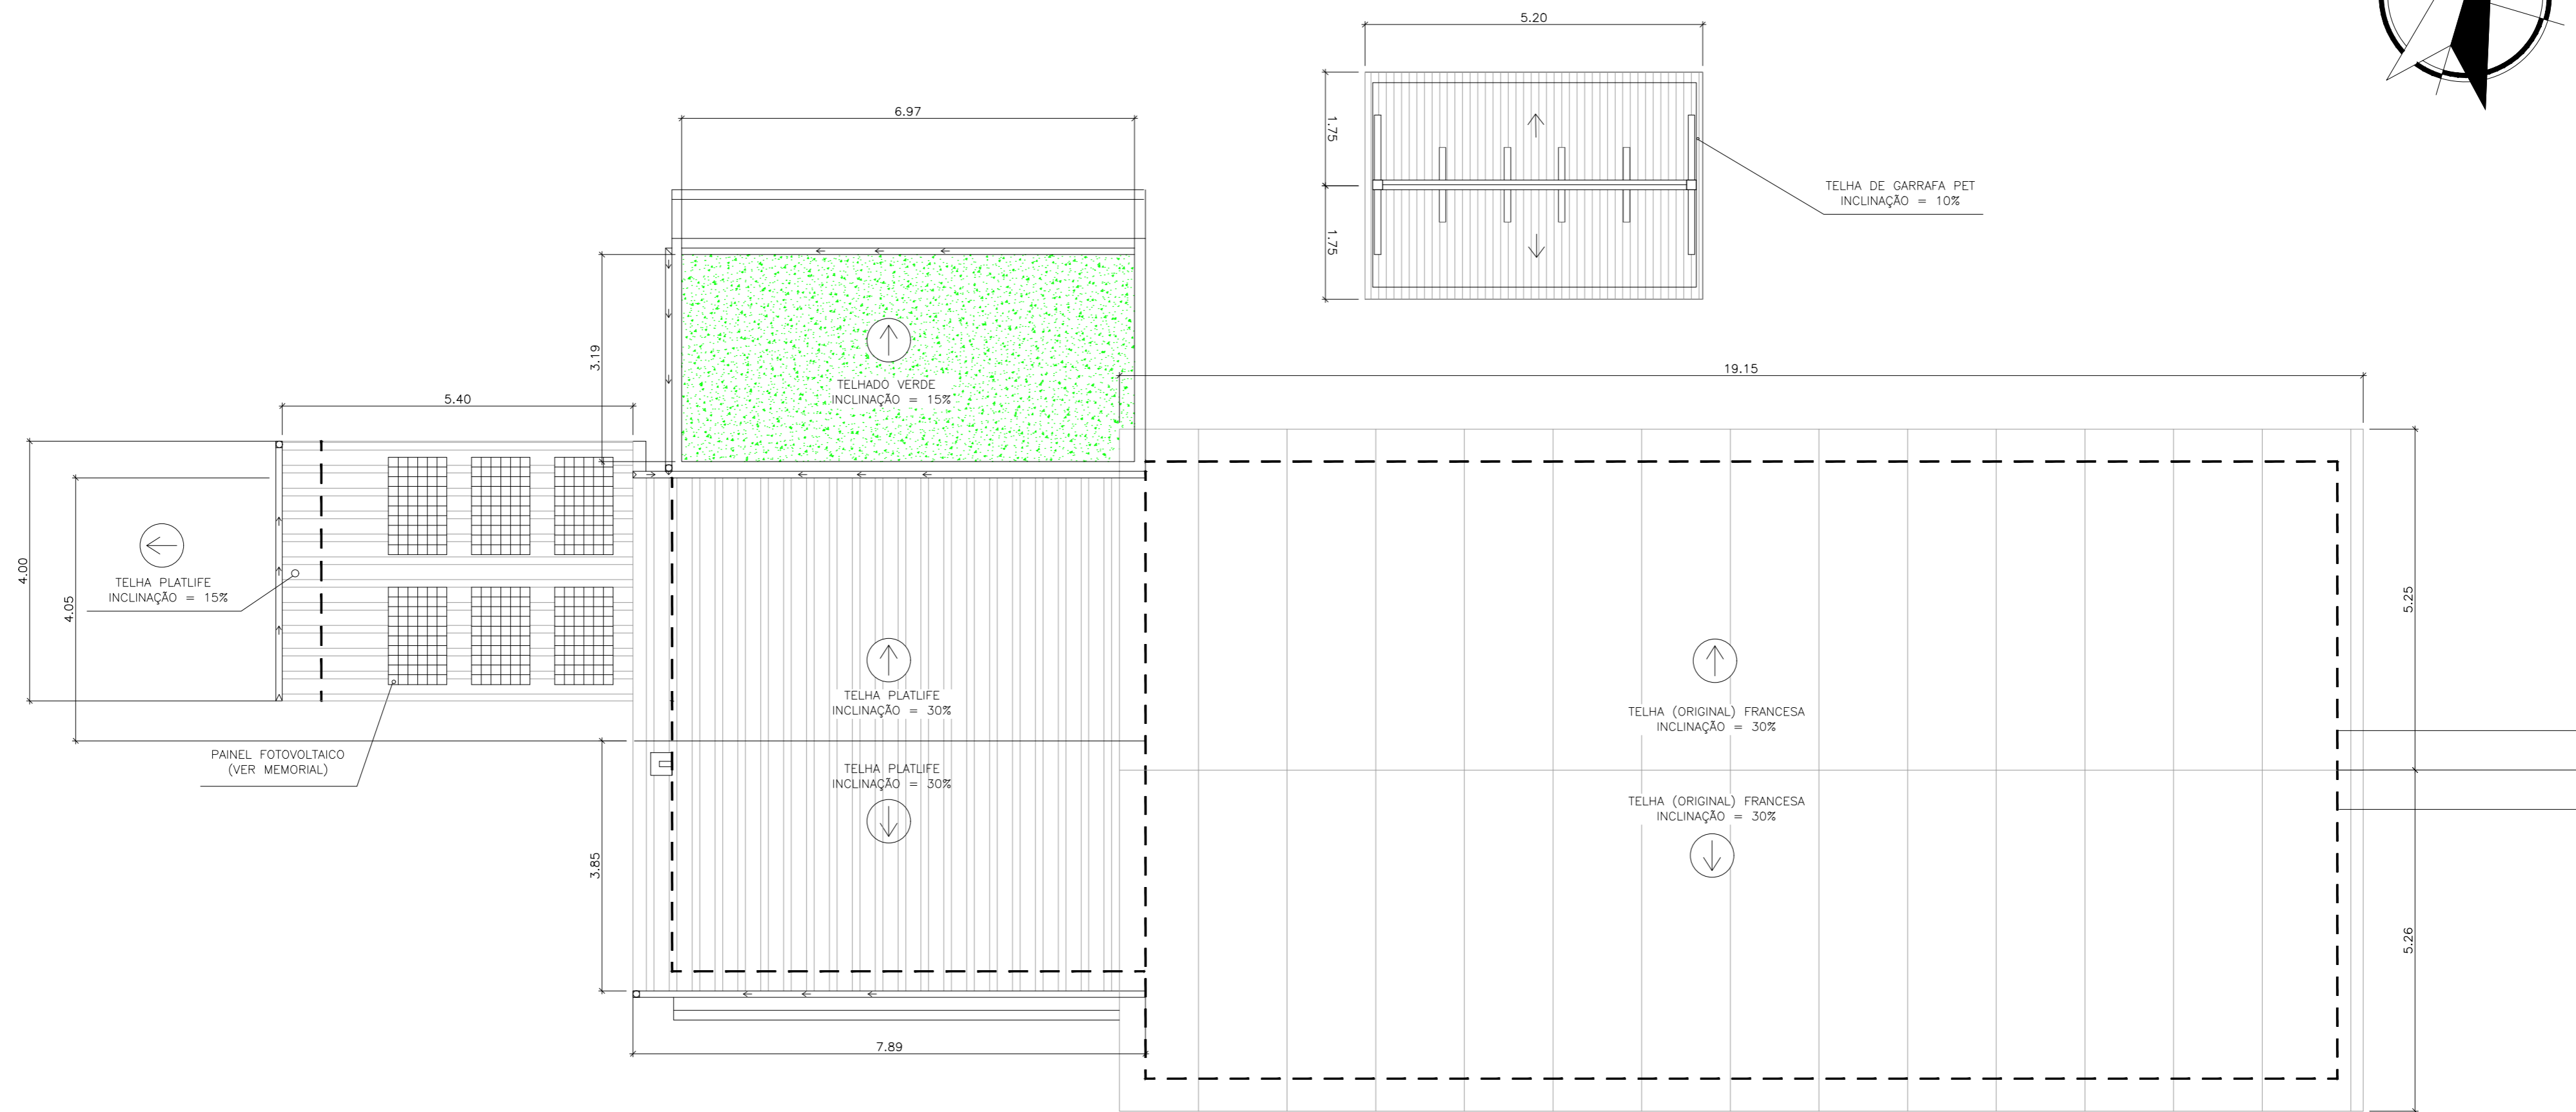 5.20
6.97
1.75
TELHA DE GARRAFA PET
INCLINAÇÃO = 10%
1.75
3.19
19.15
TELHADO VERDE
INCLINAÇÃO = 15%
5.40
4.00
4.05
TELHA PLATLIFE
INCLINAÇÃO = 15%
5.25
TELHA PLATLIFE
INCLINAÇÃO = 30%
TELHA (ORIGINAL) FRANCESA
INCLINAÇÃO = 30%
PAINEL FOTOVOLTAICO
(VER MEMORIAL)
TELHA PLATLIFE
INCLINAÇÃO = 30%
TELHA (ORIGINAL) FRANCESA
INCLINAÇÃO = 30%
3.85
5.26
7.89